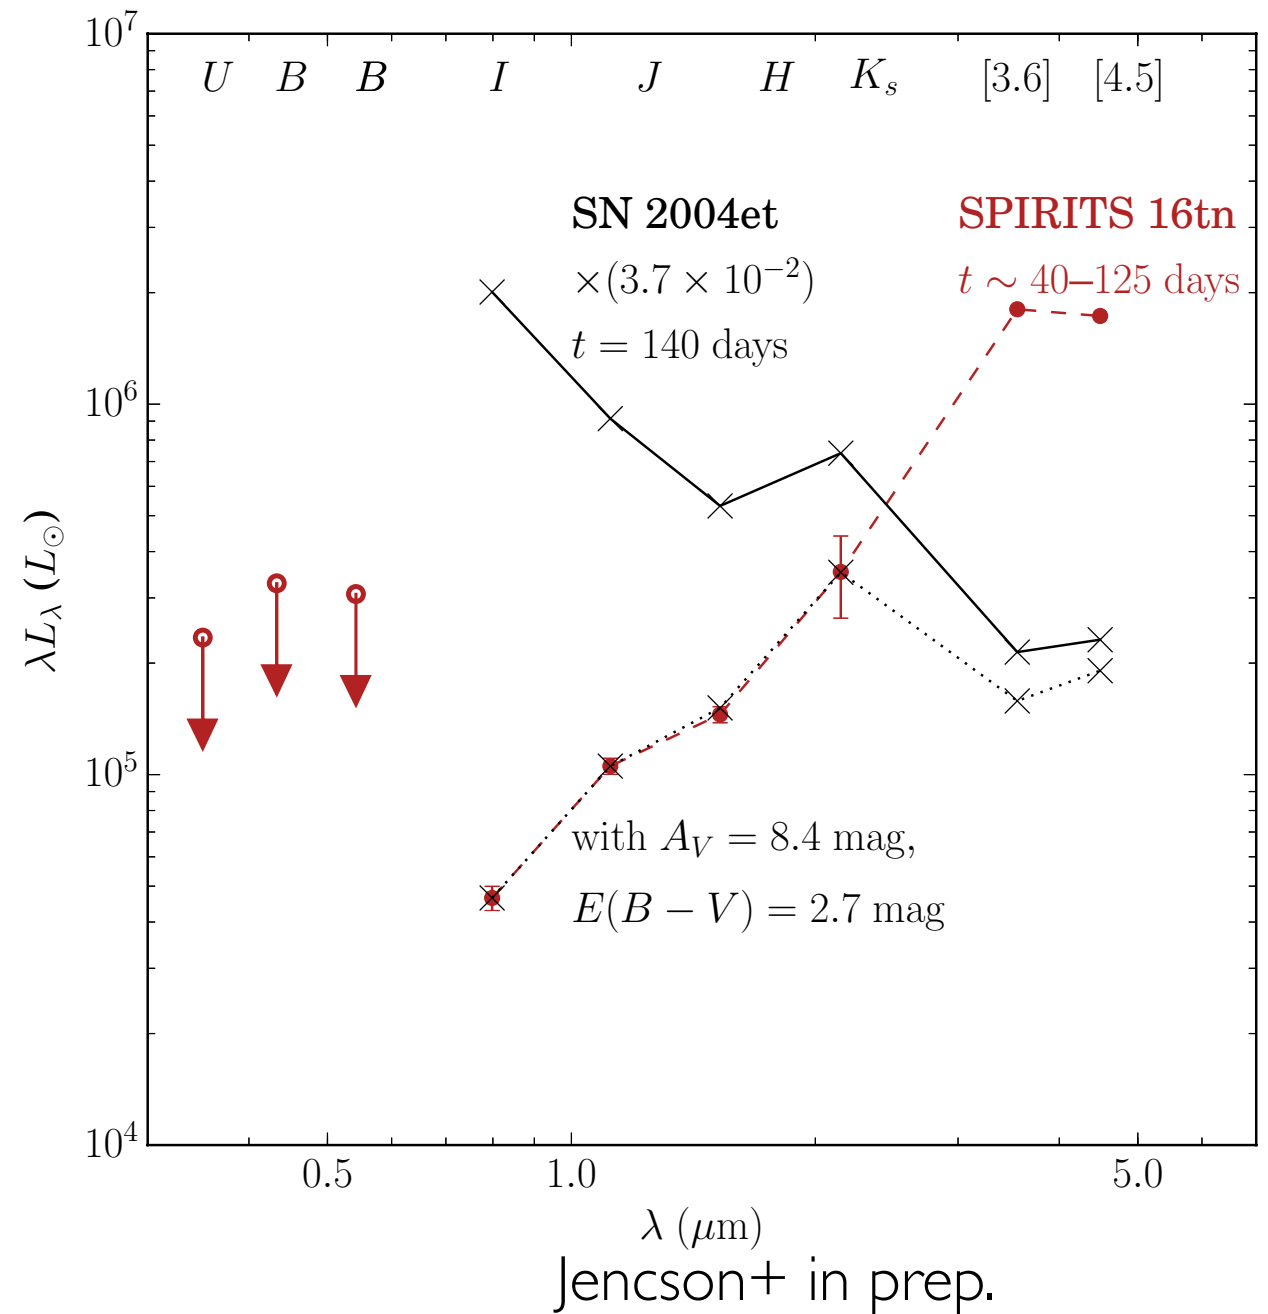 10^7
U B B I J H K_s [3.6] [4.5]
SN 2004et
×(3.7 × 10^−2)
t = 140 days
SPIRITS 16tn
t ∼ 40–125 days
10^6
λL_λ (L_⊙)
10^5
with A_V = 8.4 mag,
E(B − V) = 2.7 mag
10^4
0.5 1.0 5.0
λ (μm)
Jencson+ in prep.